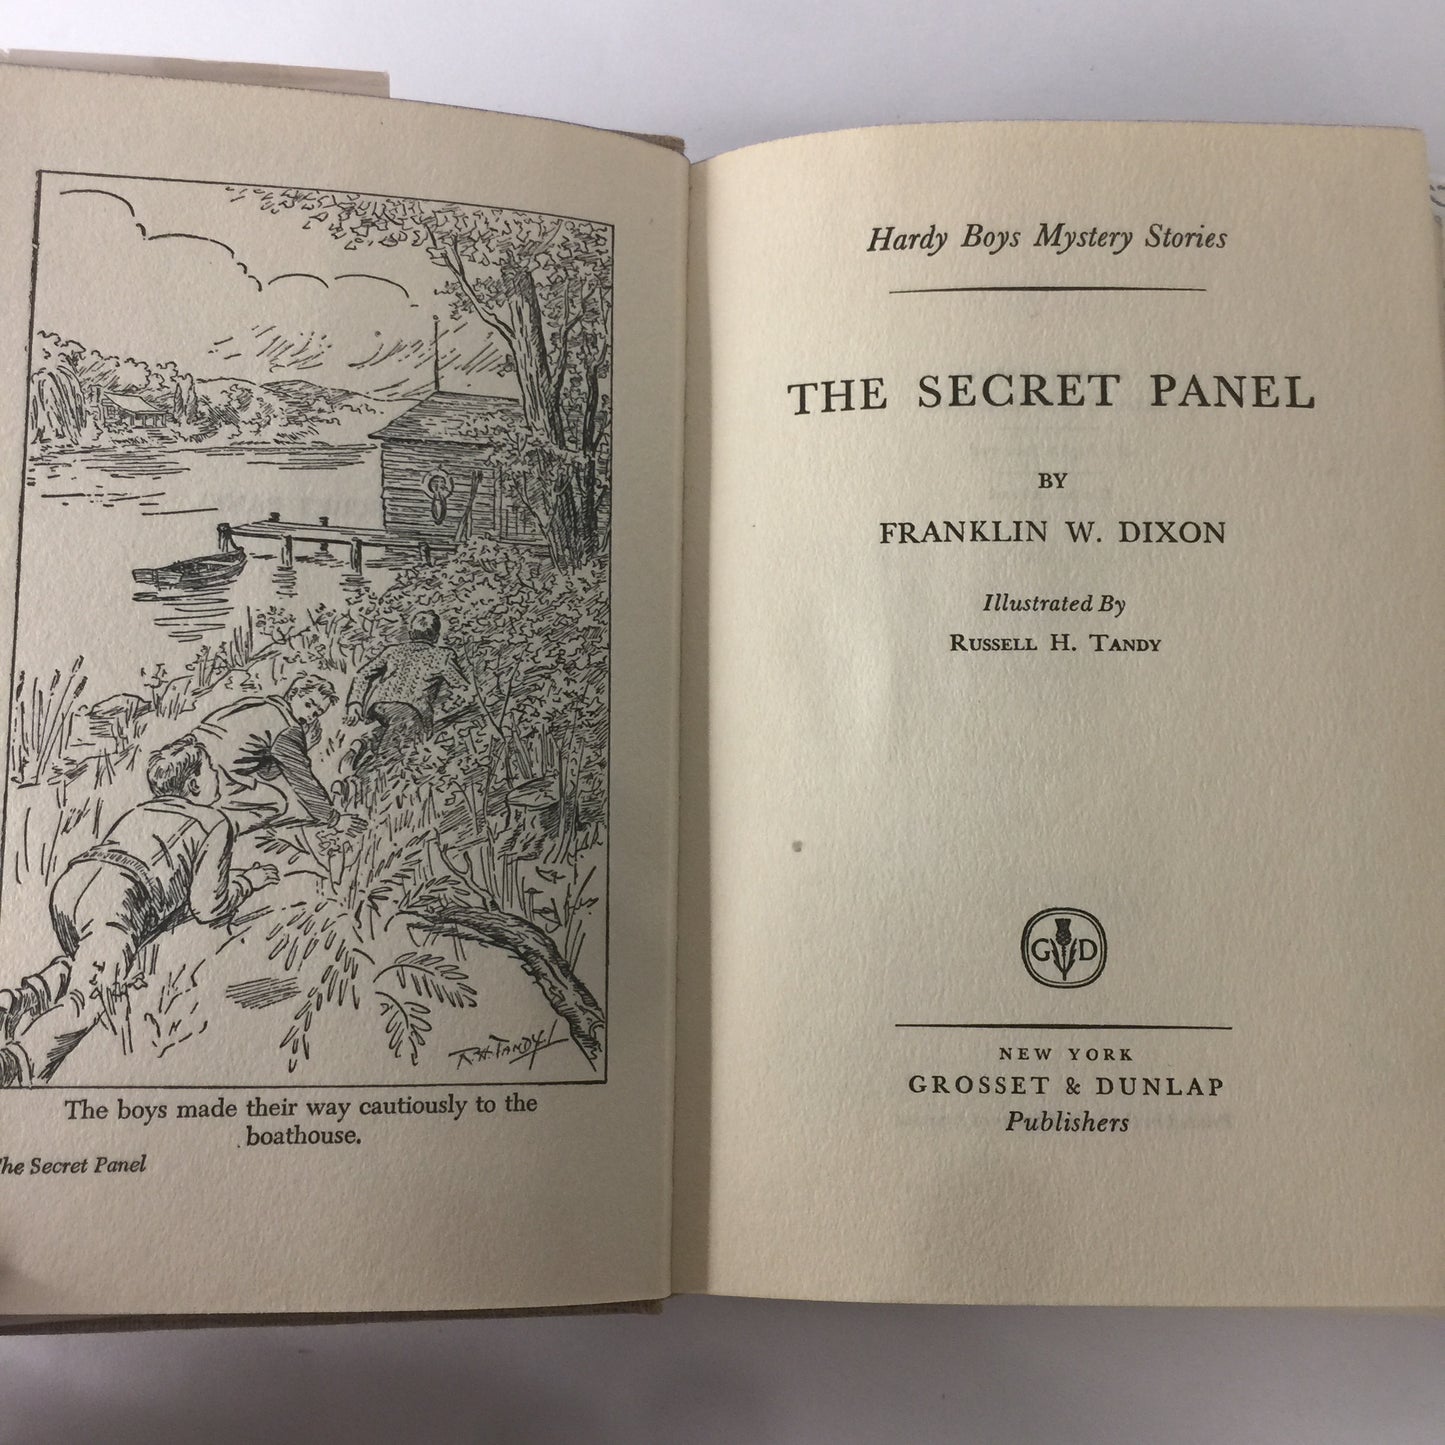 R.H. TANDY
The boys made their way cautiously to the
boathouse.
The Secret Panel
Hardy Boys Mystery Stories
THE SECRET PANEL
BY
FRANKLIN W. DIXON
Illustrated By
RUSSELL H. TANDY
G D
NEW YORK
GROSSET & DUNLAP
Publishers